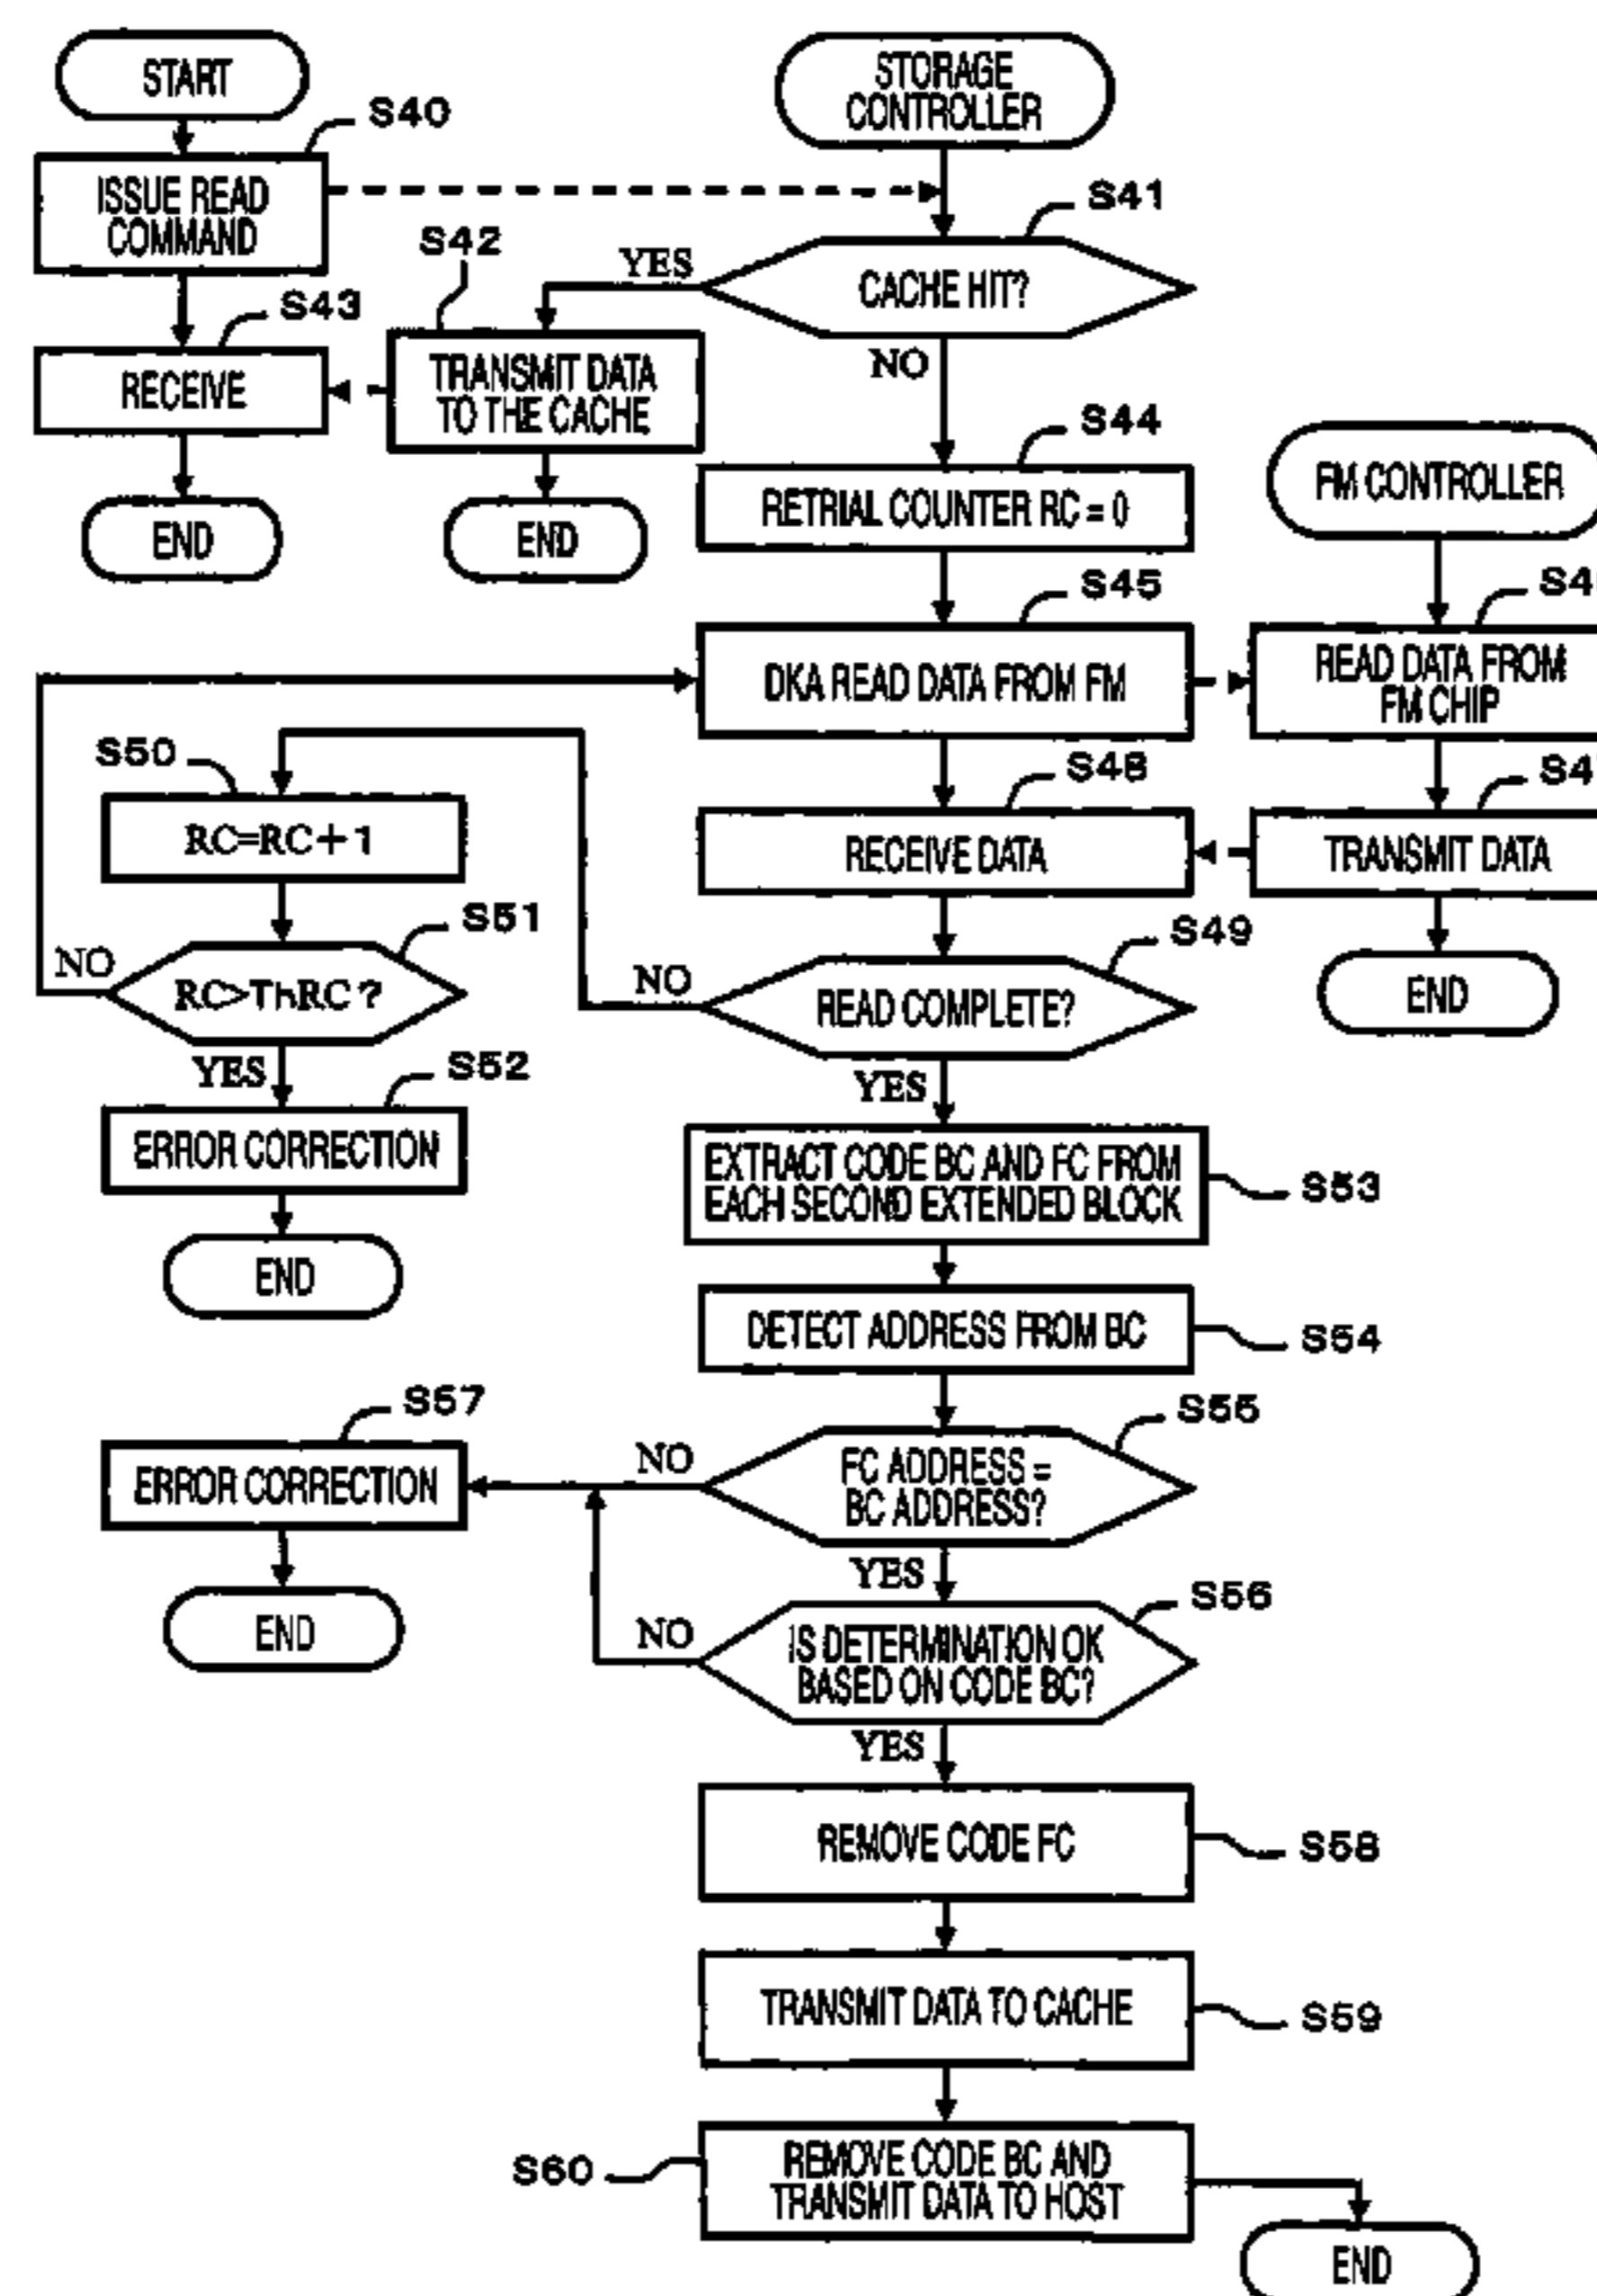 START
S40
ISSUE READ
COMMAND
STORAGE
CONTROLLER
S41
CACHE HIT?
YES
NO
S42
TRANSMIT DATA
TO THE CACHE
S43
RECEIVE
END
END
S44
RETRIAL COUNTER RC = 0
FM CONTROLLER
S45
DKA READ DATA FROM FM
S4
READ DATA FROM
FM CHIP
S48
RECEIVE DATA
S4
TRANSMIT DATA
END
S49
READ COMPLETE?
NO
YES
S50
RC=RC+1
S51
RC>ThRC?
NO
YES
S52
ERROR CORRECTION
END
EXTRACT CODE BC AND FC FROM
EACH SECOND EXTENDED BLOCK
S53
DETECT ADDRESS FROM BC
S54
S55
FC ADDRESS =
BC ADDRESS?
NO
YES
S57
ERROR CORRECTION
END
S56
IS DETERMINATION OK
BASED ON CODE BC?
NO
YES
REMOVE CODE FC
S58
TRANSMIT DATA TO CACHE
S59
S60
REMOVE CODE BC AND
TRANSMIT DATA TO HOST
END